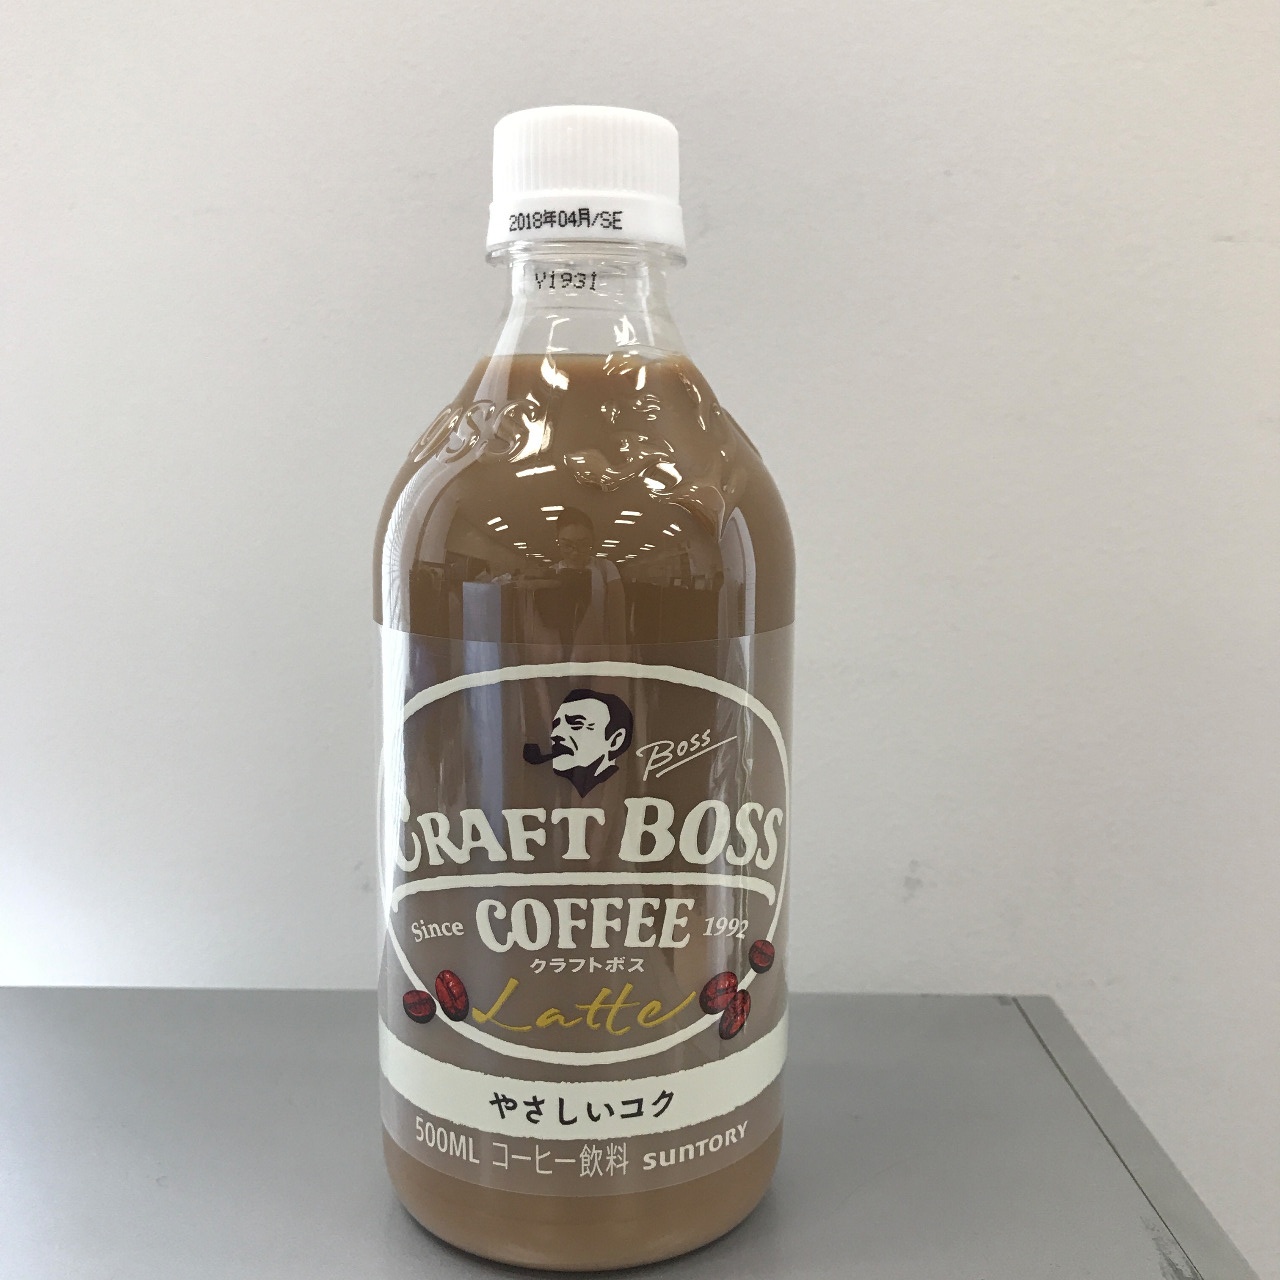 2018年04月/SE
Y1931
BOSS
Boss
CRAFT BOSS
Since COFFEE 1992
クラフトボス
Latte
やさしいコク
500ML コーヒー飲料 SUNTORY